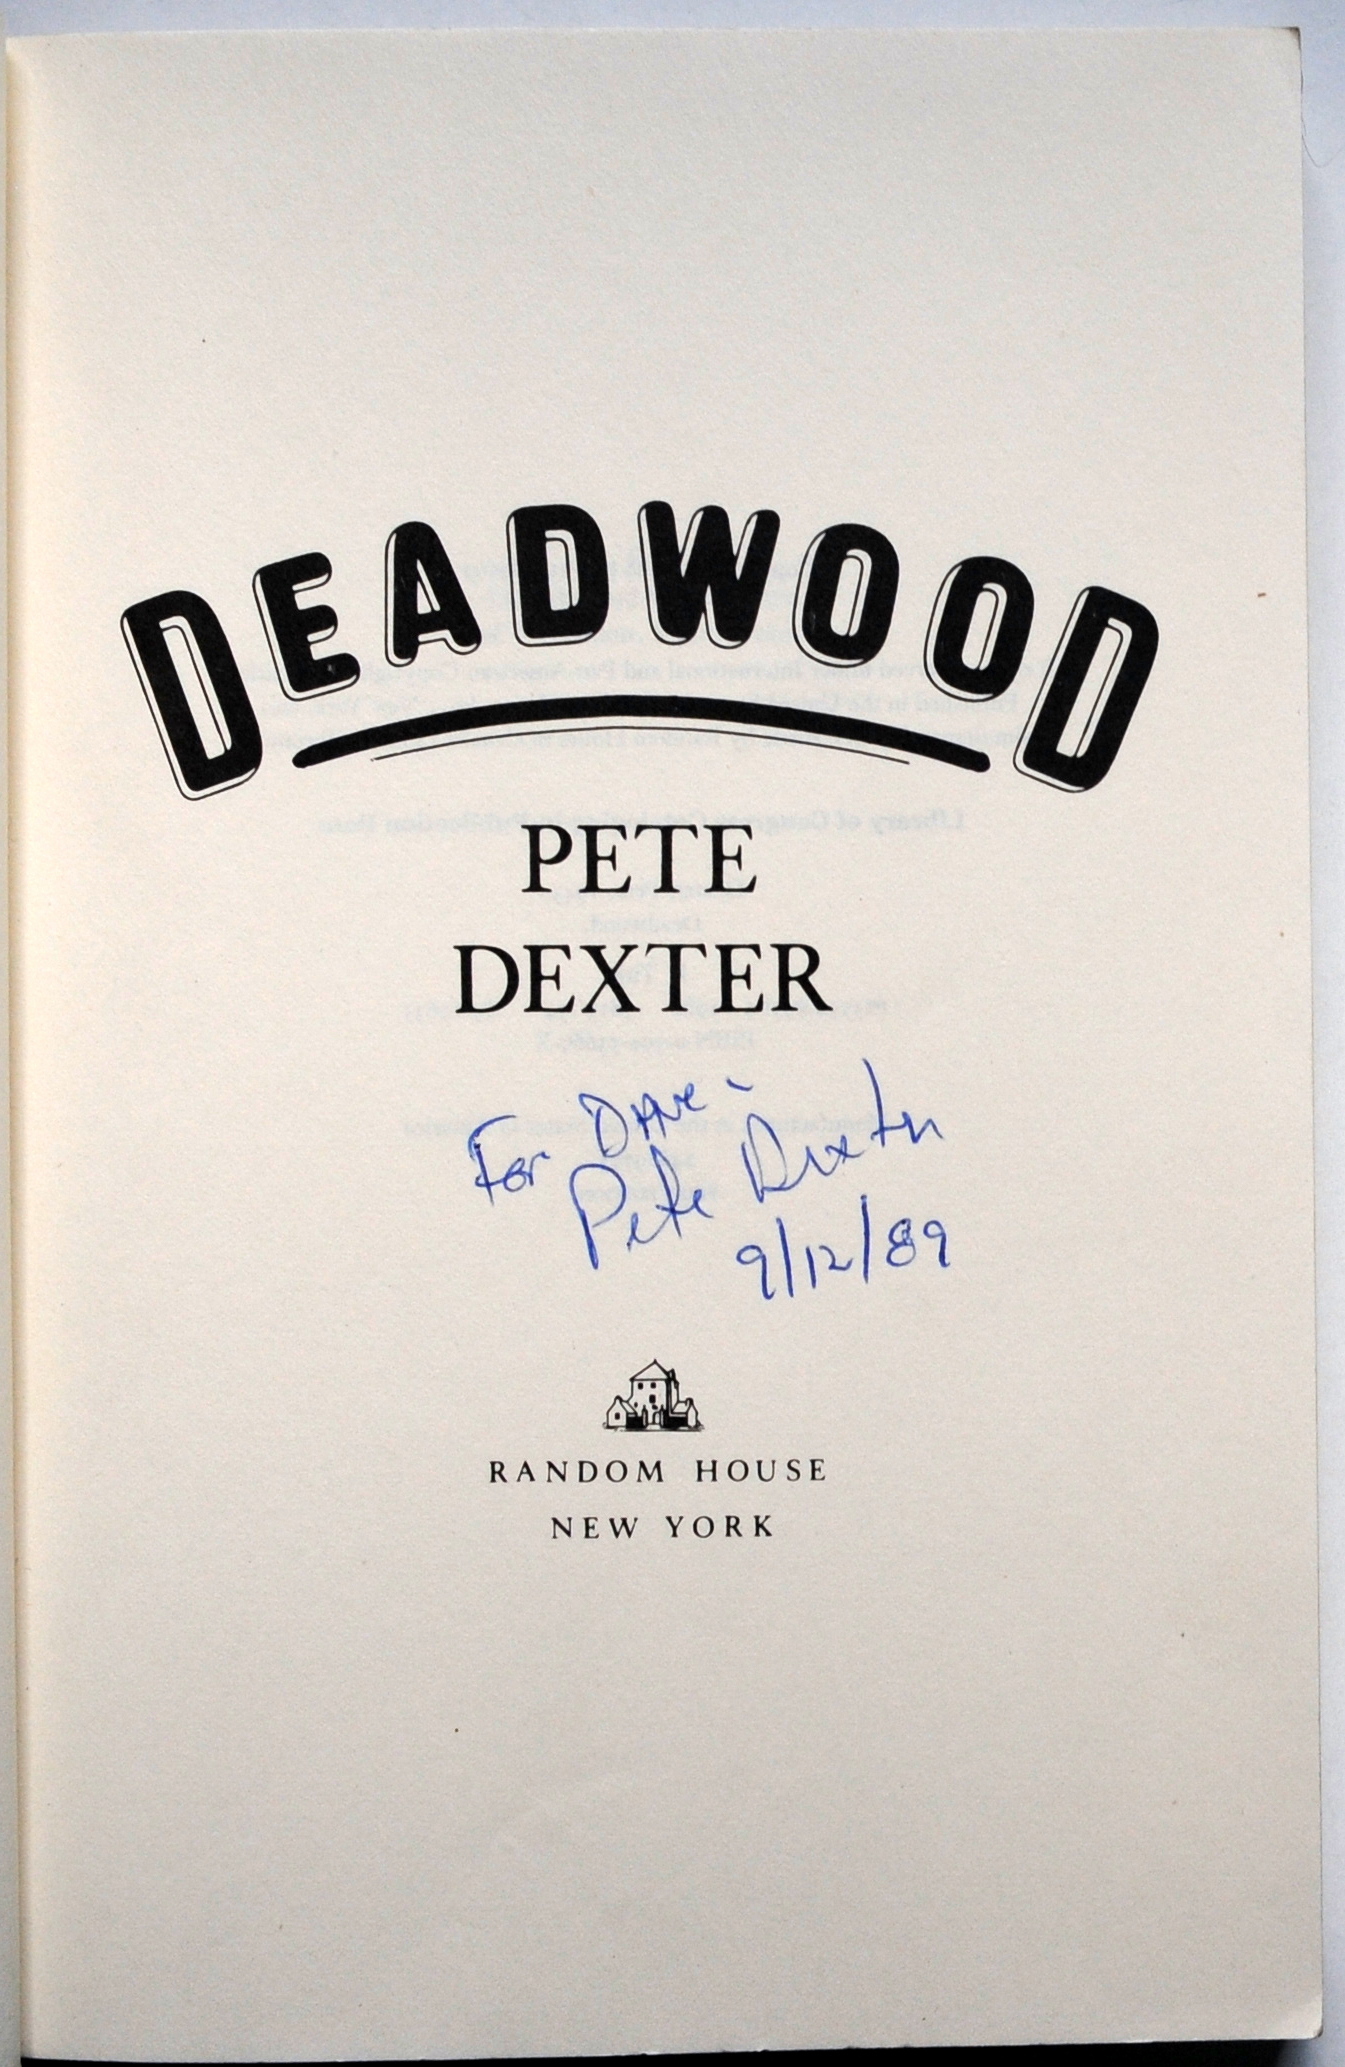 DEADWOOD
PETE
DEXTER
For Dave -
Pete Dexter
9/12/89
RANDOM HOUSE
NEW YORK